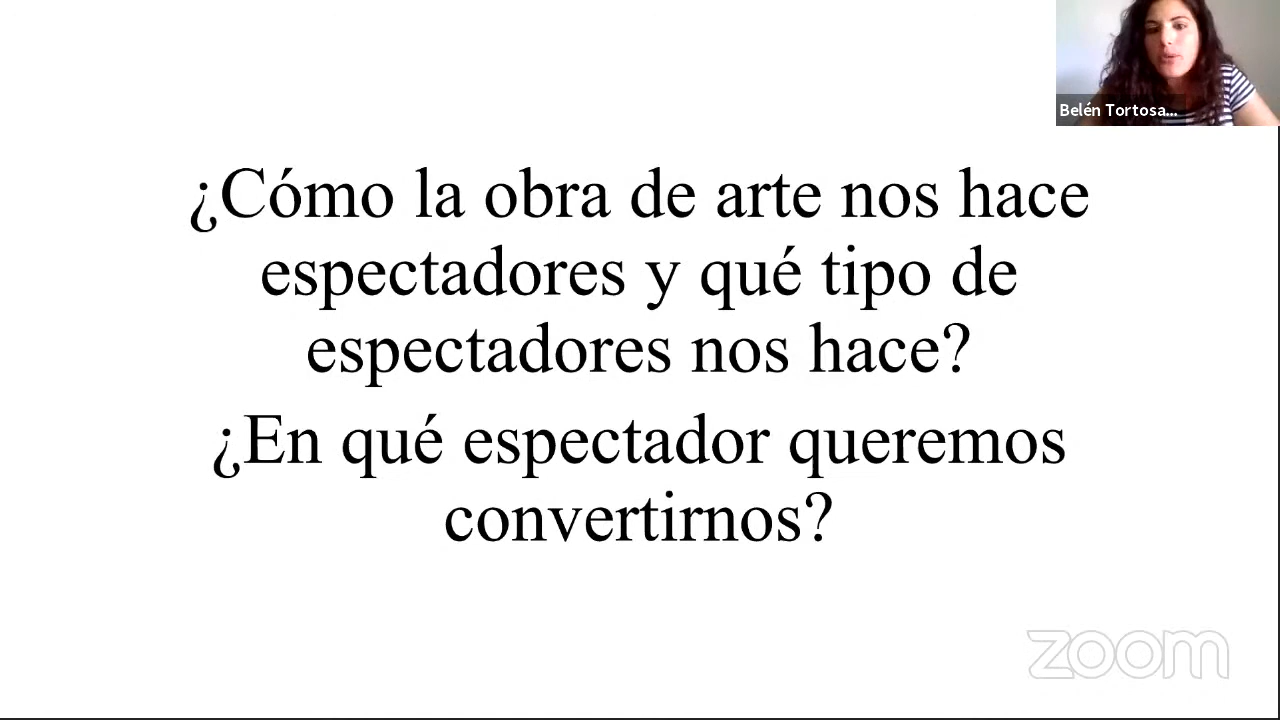 Belén Tortosa...
¿Cómo la obra de arte nos hace
espectadores y qué tipo de
espectadores nos hace?
¿En qué espectador queremos
convertirnos?
zoom